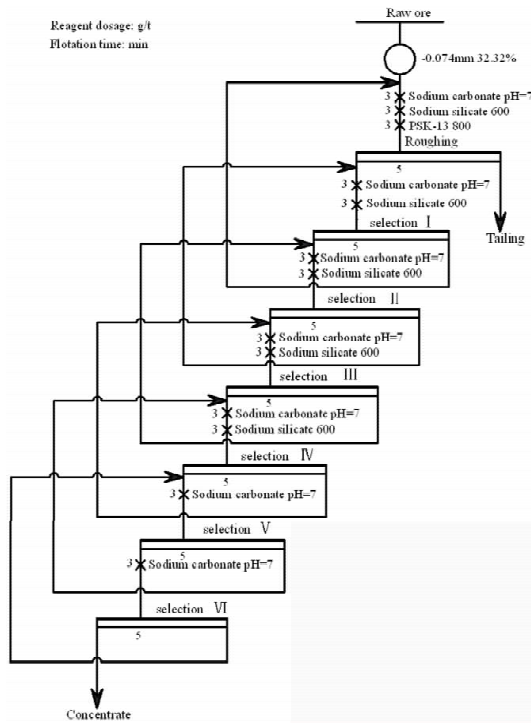 Raw ore
Reagent dosage: g/t
Flotation time: min
-0.074mm 32.32%
3 Sodium carbonate pH=7
3 Sodium silicate 600
3 PSK-13 800
Roughing
5
3 Sodium carbonate pH=7
3 Sodium silicate 600
selection I
Tailing
5
3 Sodium carbonate pH=7
3 Sodium silicate 600
selection II
5
3 Sodium carbonate pH=7
3 Sodium silicate 600
selection III
5
3 Sodium carbonate pH=7
3 Sodium silicate 600
selection IV
5
3 Sodium carbonate pH=7
selection V
5
3 Sodium carbonate pH=7
selection VI
5
Concentrate